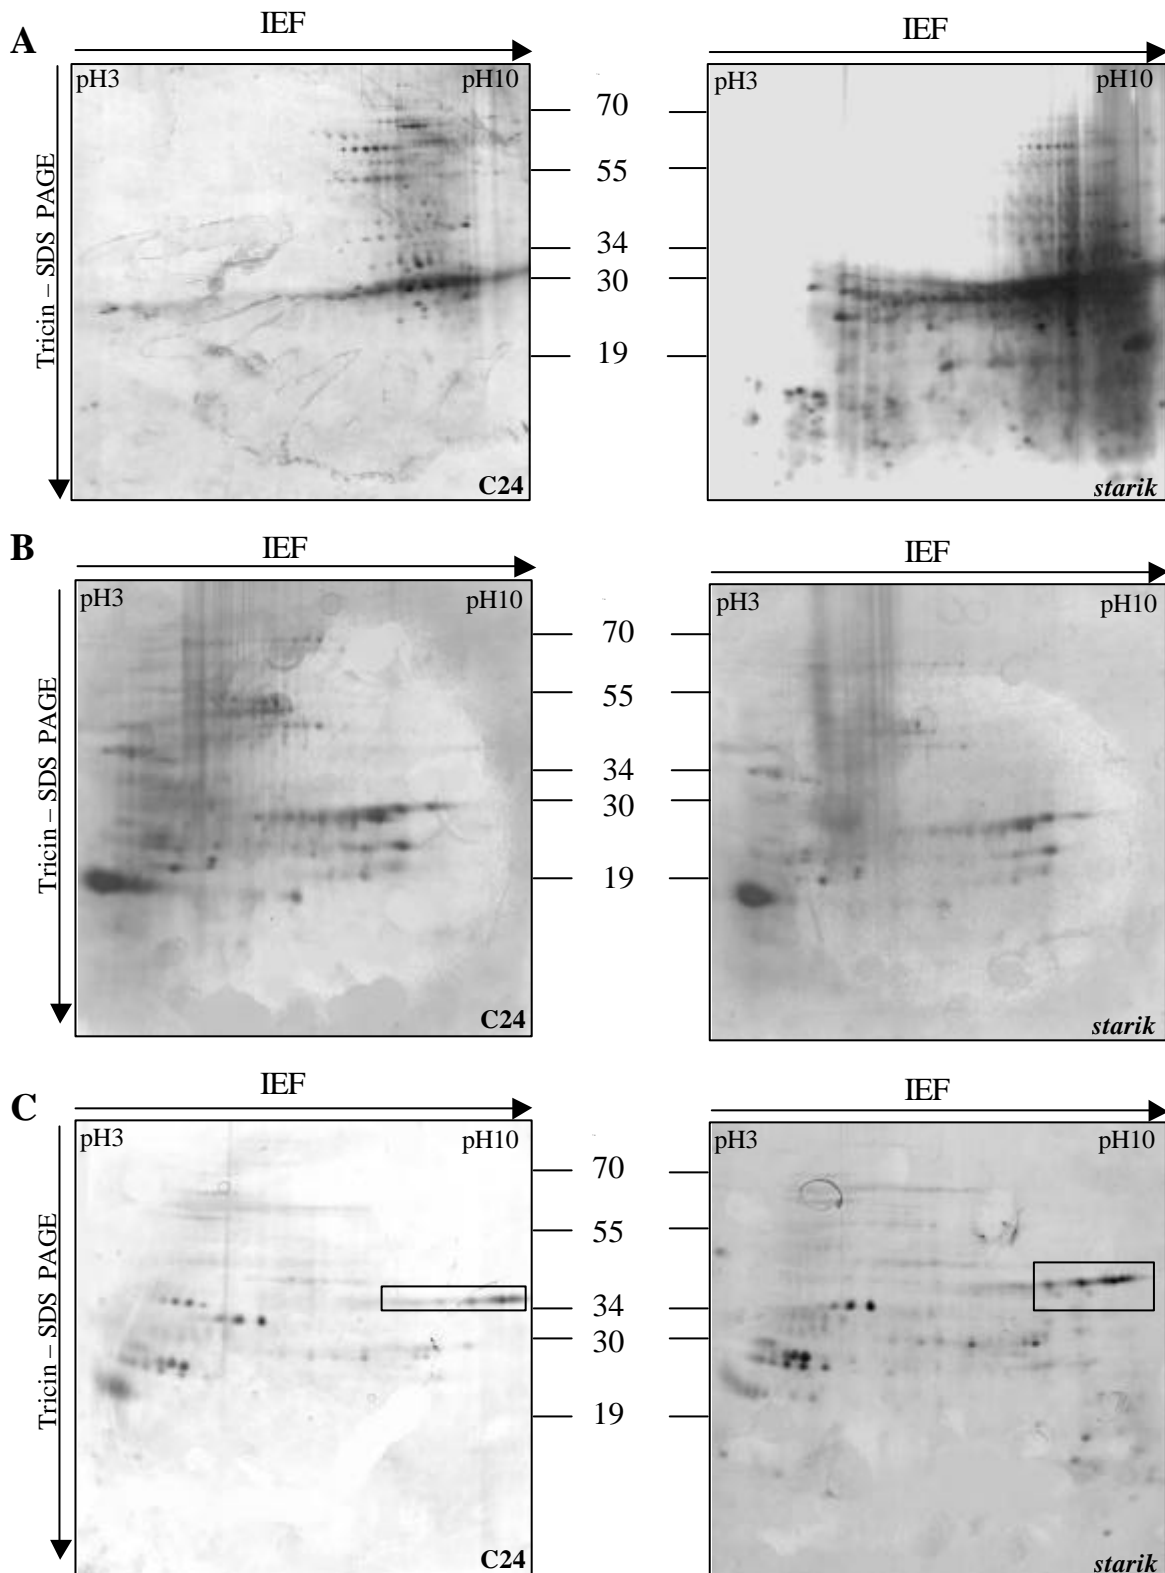 A
IEF
IEF
pH3
pH10
pH3
pH10
Tricin – SDS PAGE
70
55
34
30
19
C24
starik
B
IEF
IEF
pH3
pH10
pH3
pH10
Tricin – SDS PAGE
70
55
34
30
19
C24
starik
C
IEF
IEF
pH3
pH10
pH3
pH10
Tricin – SDS PAGE
70
55
34
30
19
C24
starik